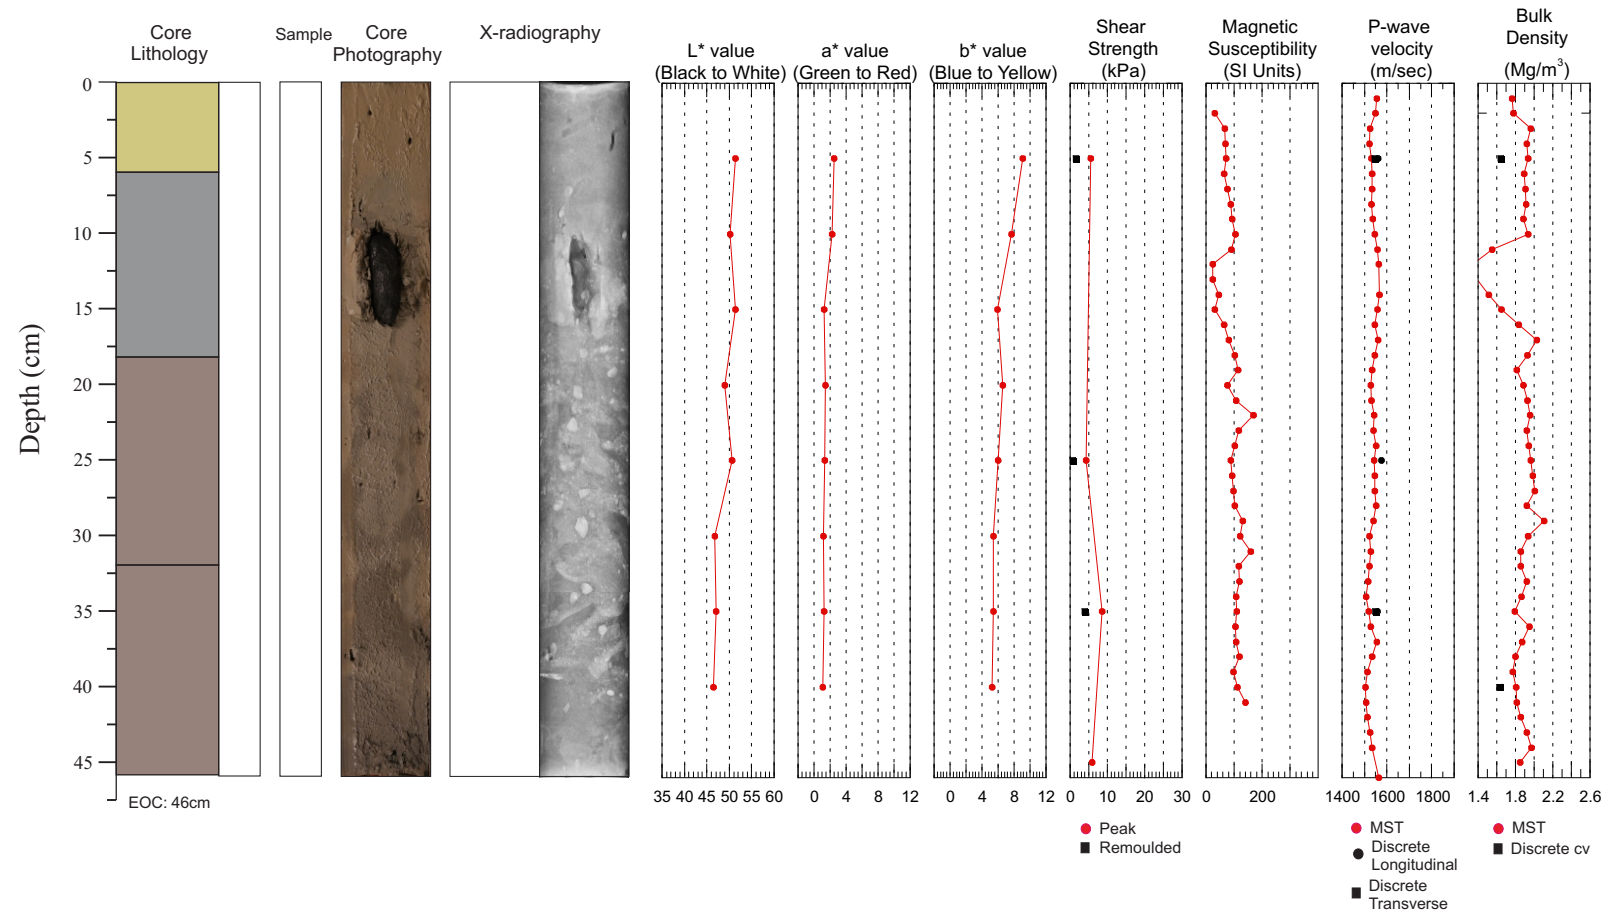 Core
Lithology
Sample
Core
Photography
X-radiography
L* value
(Black to White)
a* value
(Green to Red)
b* value
(Blue to Yellow)
Shear
Strength
(kPa)
Magnetic
Susceptibility
(SI Units)
P-wave
velocity
(m/sec)
Bulk
Density
(Mg/m³)
Depth (cm)
0
5
10
15
20
25
30
35
40
45
EOC: 46cm
35 40 45 50 55 60
0 4 8 12
0 4 8 12
0 10 20 30
0 200
1400 1600 1800
1.4 1.8 2.2 2.6
Peak
Remoulded
MST
Discrete
Longitudinal
Discrete
Transverse
MST
Discrete cv